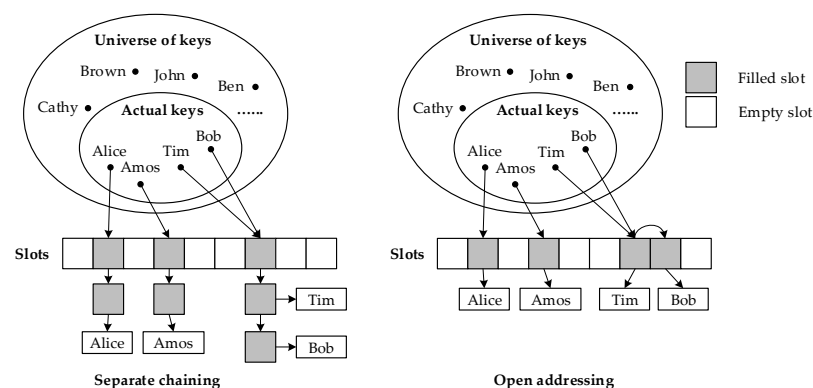 Universe of keys
Brown
John
Ben
Cathy
Actual keys
......
Bob
Alice
Tim
Amos
Slots
Tim
Alice
Amos
Bob
Separate chaining
Universe of keys
Brown
John
Ben
Cathy
Actual keys
......
Bob
Alice
Tim
Amos
Slots
Alice
Amos
Tim
Bob
Open addressing
Filled slot
Empty slot